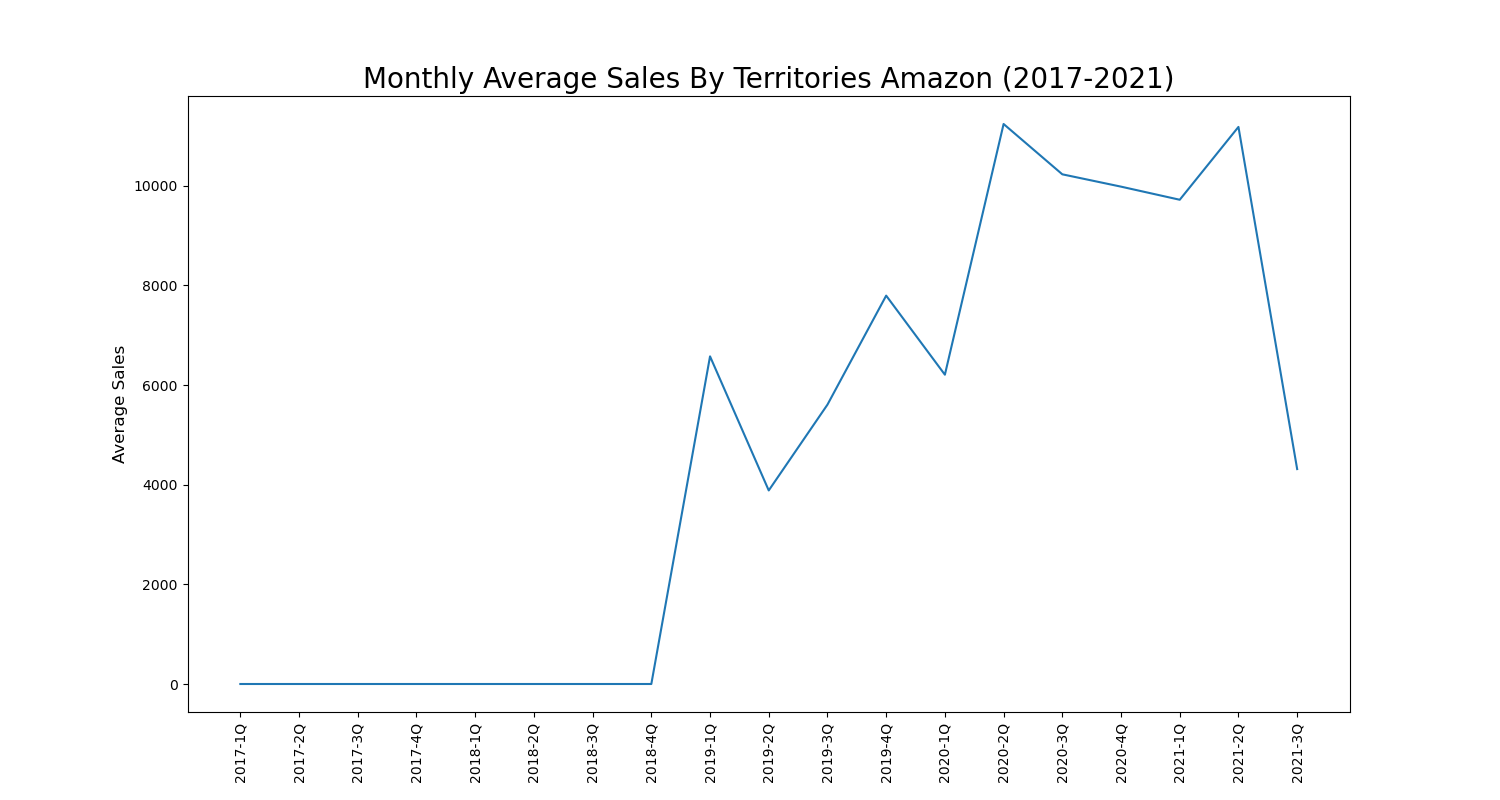 Monthly Average Sales By Territories Amazon (2017-2021)
Average Sales
10000
8000
6000
4000
2000
0
2017-1Q
2017-2Q
2017-3Q
2017-4Q
2018-1Q
2018-2Q
2018-3Q
2018-4Q
2019-1Q
2019-2Q
2019-3Q
2019-4Q
2020-1Q
2020-2Q
2020-3Q
2020-4Q
2021-1Q
2021-2Q
2021-3Q